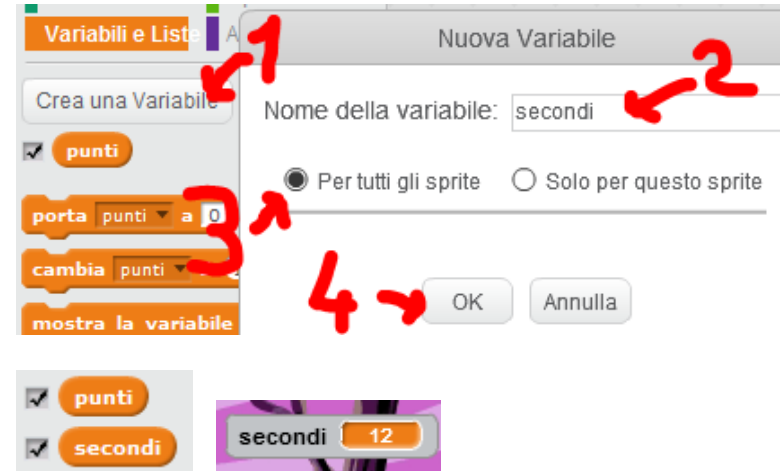 Variabili e Liste
A
1
Nuova Variabile
2
Crea una Variabile
Nome della variabile: secondi
punti
Per tutti gli sprite
Solo per questo sprite
porta punti a 0
3
cambia punti
4
OK
Annulla
mostra la variabile
punti
secondi
secondi 12